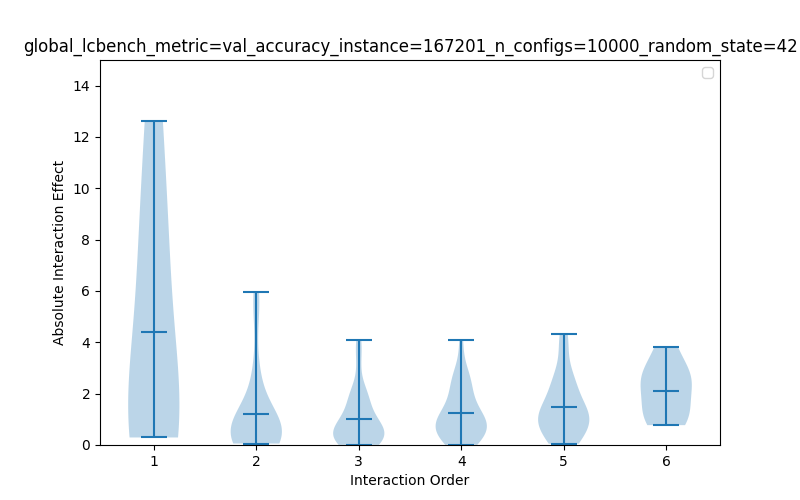 global_lcbench_metric=val_accuracy_instance=167201_n_configs=10000_random_state=42
14
12
10
8
6
4
2
0
Absolute Interaction Effect
1 2 3 4 5 6
Interaction Order